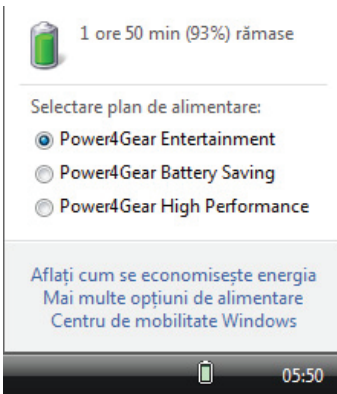 1 ore 50 min (93%) rămase
Selectare plan de alimentare:
Power4Gear Entertainment
Power4Gear Battery Saving
Power4Gear High Performance
Aflați cum se economisește energia
Mai multe opțiuni de alimentare
Centru de mobilitate Windows
05:50